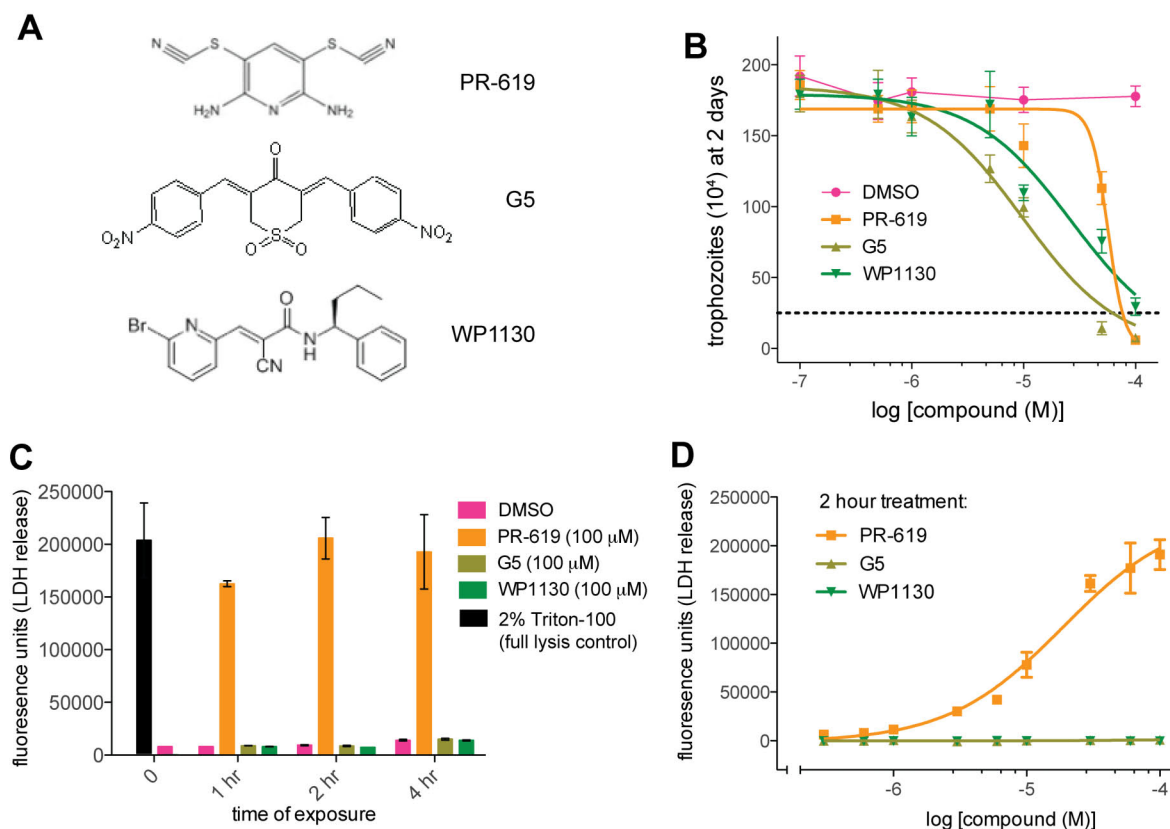 A
N
S
S
N
H₂N
N
NH₂
PR-619
O
NO₂
S
O
O
NO₂
G5
Br
N
O
N
H
CN
WP1130
B
trophozoites (10⁴) at 2 days
200
150
100
50
0
DMSO
PR-619
G5
WP1130
-7
-6
-5
-4
log [compound (M)]
C
fluoresence units (LDH release)
250000
200000
150000
100000
50000
0
DMSO
PR-619 (100 μM)
G5 (100 μM)
WP1130 (100 μM)
2% Triton-100
(full lysis control)
0
1 hr
2 hr
4 hr
time of exposure
D
fluoresence units (LDH release)
250000
200000
150000
100000
50000
0
2 hour treatment:
PR-619
G5
WP1130
-6
-5
-4
log [compound (M)]